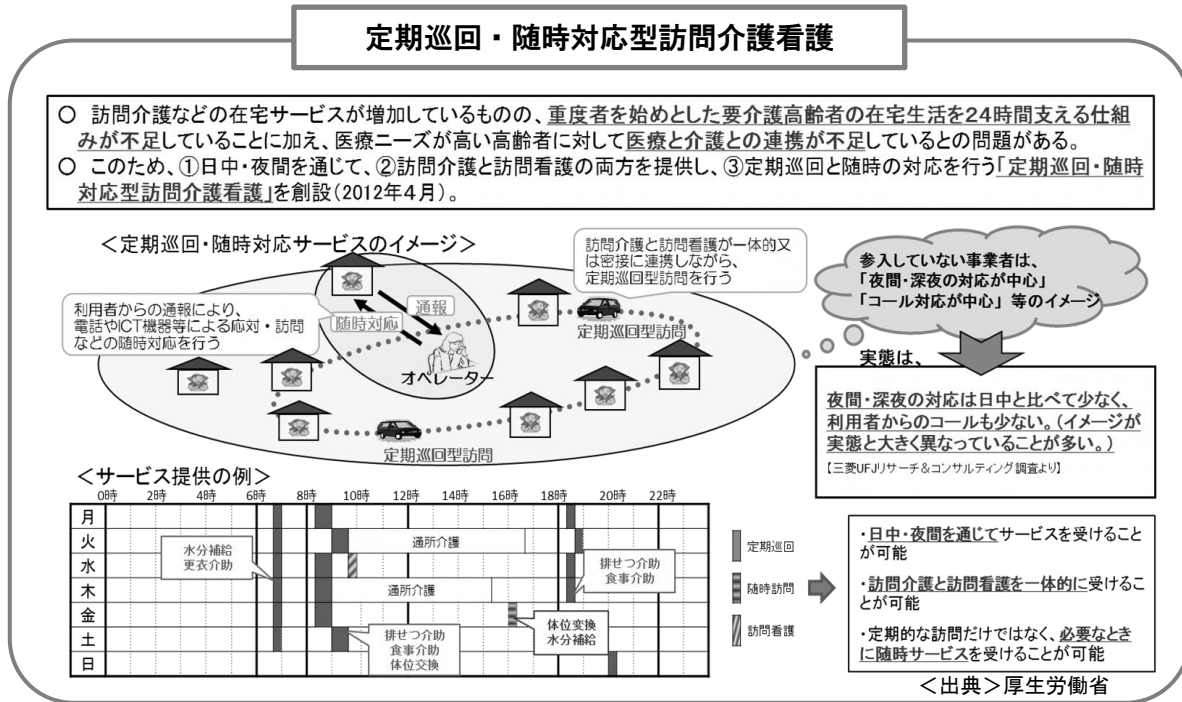 定期巡回・随時対応型訪問介護看護
○ 訪問介護などの在宅サービスが増加しているものの、重度者を始めとした要介護高齢者の在宅生活を24時間支える仕組
みが不足していることに加え、医療ニーズが高い高齢者に対して医療と介護との連携が不足しているとの問題がある。
○ このため、①日中・夜間を通じて、②訪問介護と訪問看護の両方を提供し、③定期巡回と随時の対応を行う「定期巡回・随時
対応型訪問介護看護」を創設(2012年4月)。
<定期巡回・随時対応サービスのイメージ>
訪問介護と訪問看護が一体的又
は密接に連携しながら、
定期巡回型訪問を行う
利用者からの通報により、
電話やICT機器等による応対・訪問
などの随時対応を行う
通報
随時対応
オペレーター
定期巡回型訪問
定期巡回型訪問
参入していない事業者は、
「夜間・深夜の対応が中心」
「コール対応が中心」 等のイメージ
実態は、
夜間・深夜の対応は日中と比べて少なく、
利用者からのコールも少ない。(イメージが
実態と大きく異なっていることが多い。)
【三菱UFJリサーチ&コンサルティング調査より】
<サービス提供の例>
0時 2時 4時 6時 8時 10時 12時 14時 16時 18時 20時 22時
月
火
水
木
金
土
日
水分補給
更衣介助
通所介護
通所介護
排せつ介助
食事介助
体位変換
水分補給
排せつ介助
食事介助
体位交換
定期巡回
随時訪問
訪問看護
・日中・夜間を通じてサービスを受けること
が可能
・訪問介護と訪問看護を一体的に受けるこ
とが可能
・定期的な訪問だけではなく、必要なとき
に随時サービスを受けることが可能
<出典>厚生労働省